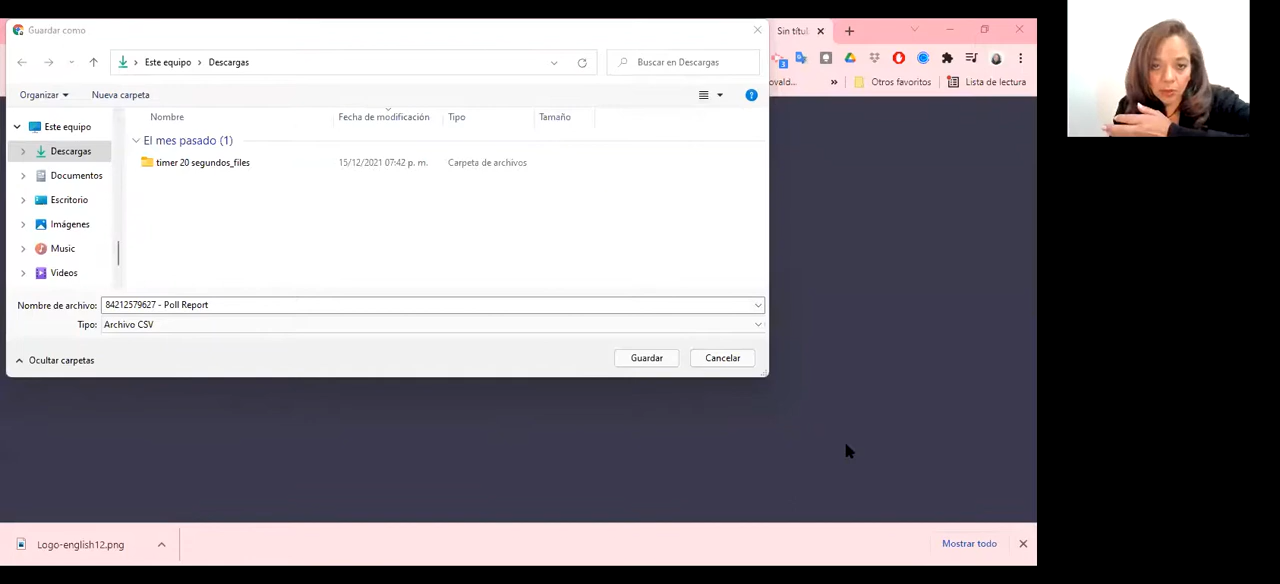 Guardar como
Sin títul
Este equipo > Descargas
Buscar en Descargas
3
ovald...
» Otros favoritos
Lista de lectura
Organizar
Nueva carpeta
Nombre
Fecha de modificación
Tipo
Tamaño
Este equipo
El mes pasado (1)
Descargas
timer 20 segundos_files
15/12/2021 07:42 p. m.
Carpeta de archivos
Documentos
Escritorio
Imágenes
Music
Videos
Nombre de archivo: 84212579627 - Poll Report
Tipo: Archivo CSV
Ocultar carpetas
Guardar
Cancelar
Logo-english12.png
Mostrar todo